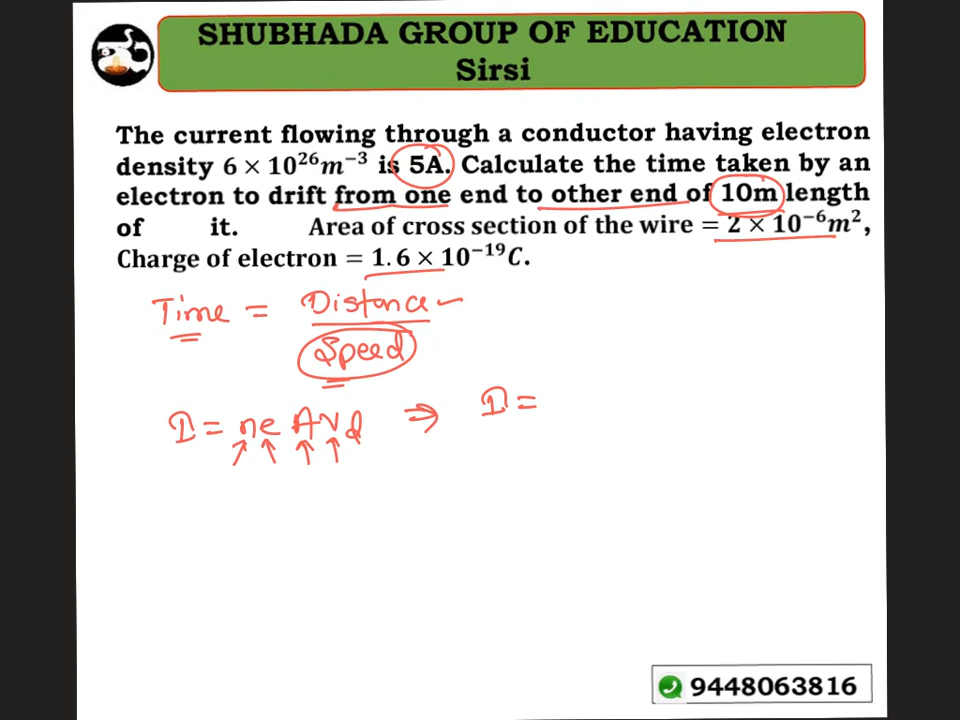 SHUBHADA GROUP OF EDUCATION
Sirsi
The current flowing through a conductor having electron
density 6 × 10²⁶m⁻³ is 5A. Calculate the time taken by an
electron to drift from one end to other end of 10m length
of it. Area of cross section of the wire = 2 × 10⁻⁶m²,
Charge of electron = 1.6 × 10⁻¹⁹C.
Time = Distance
Speed
I = neAVd ⇒ I =
9448063816